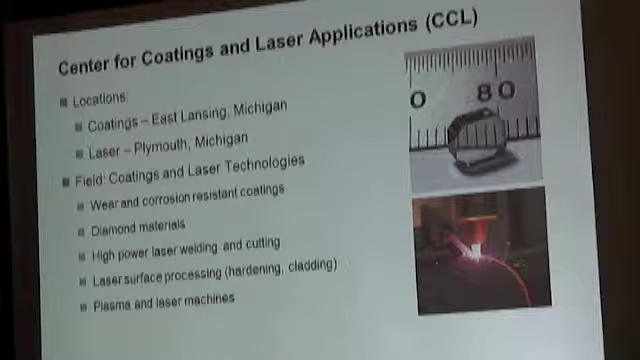 Center for Coatings and Laser Applications (CCL)
Locations:
Coatings – East Lansing, Michigan
Laser – Plymouth, Michigan
Field: Coatings and Laser Technologies
Wear and corrosion resistant coatings
Diamond materials
High power laser welding and cutting
Laser surface processing (hardening, cladding)
Plasma and laser machines
0 80